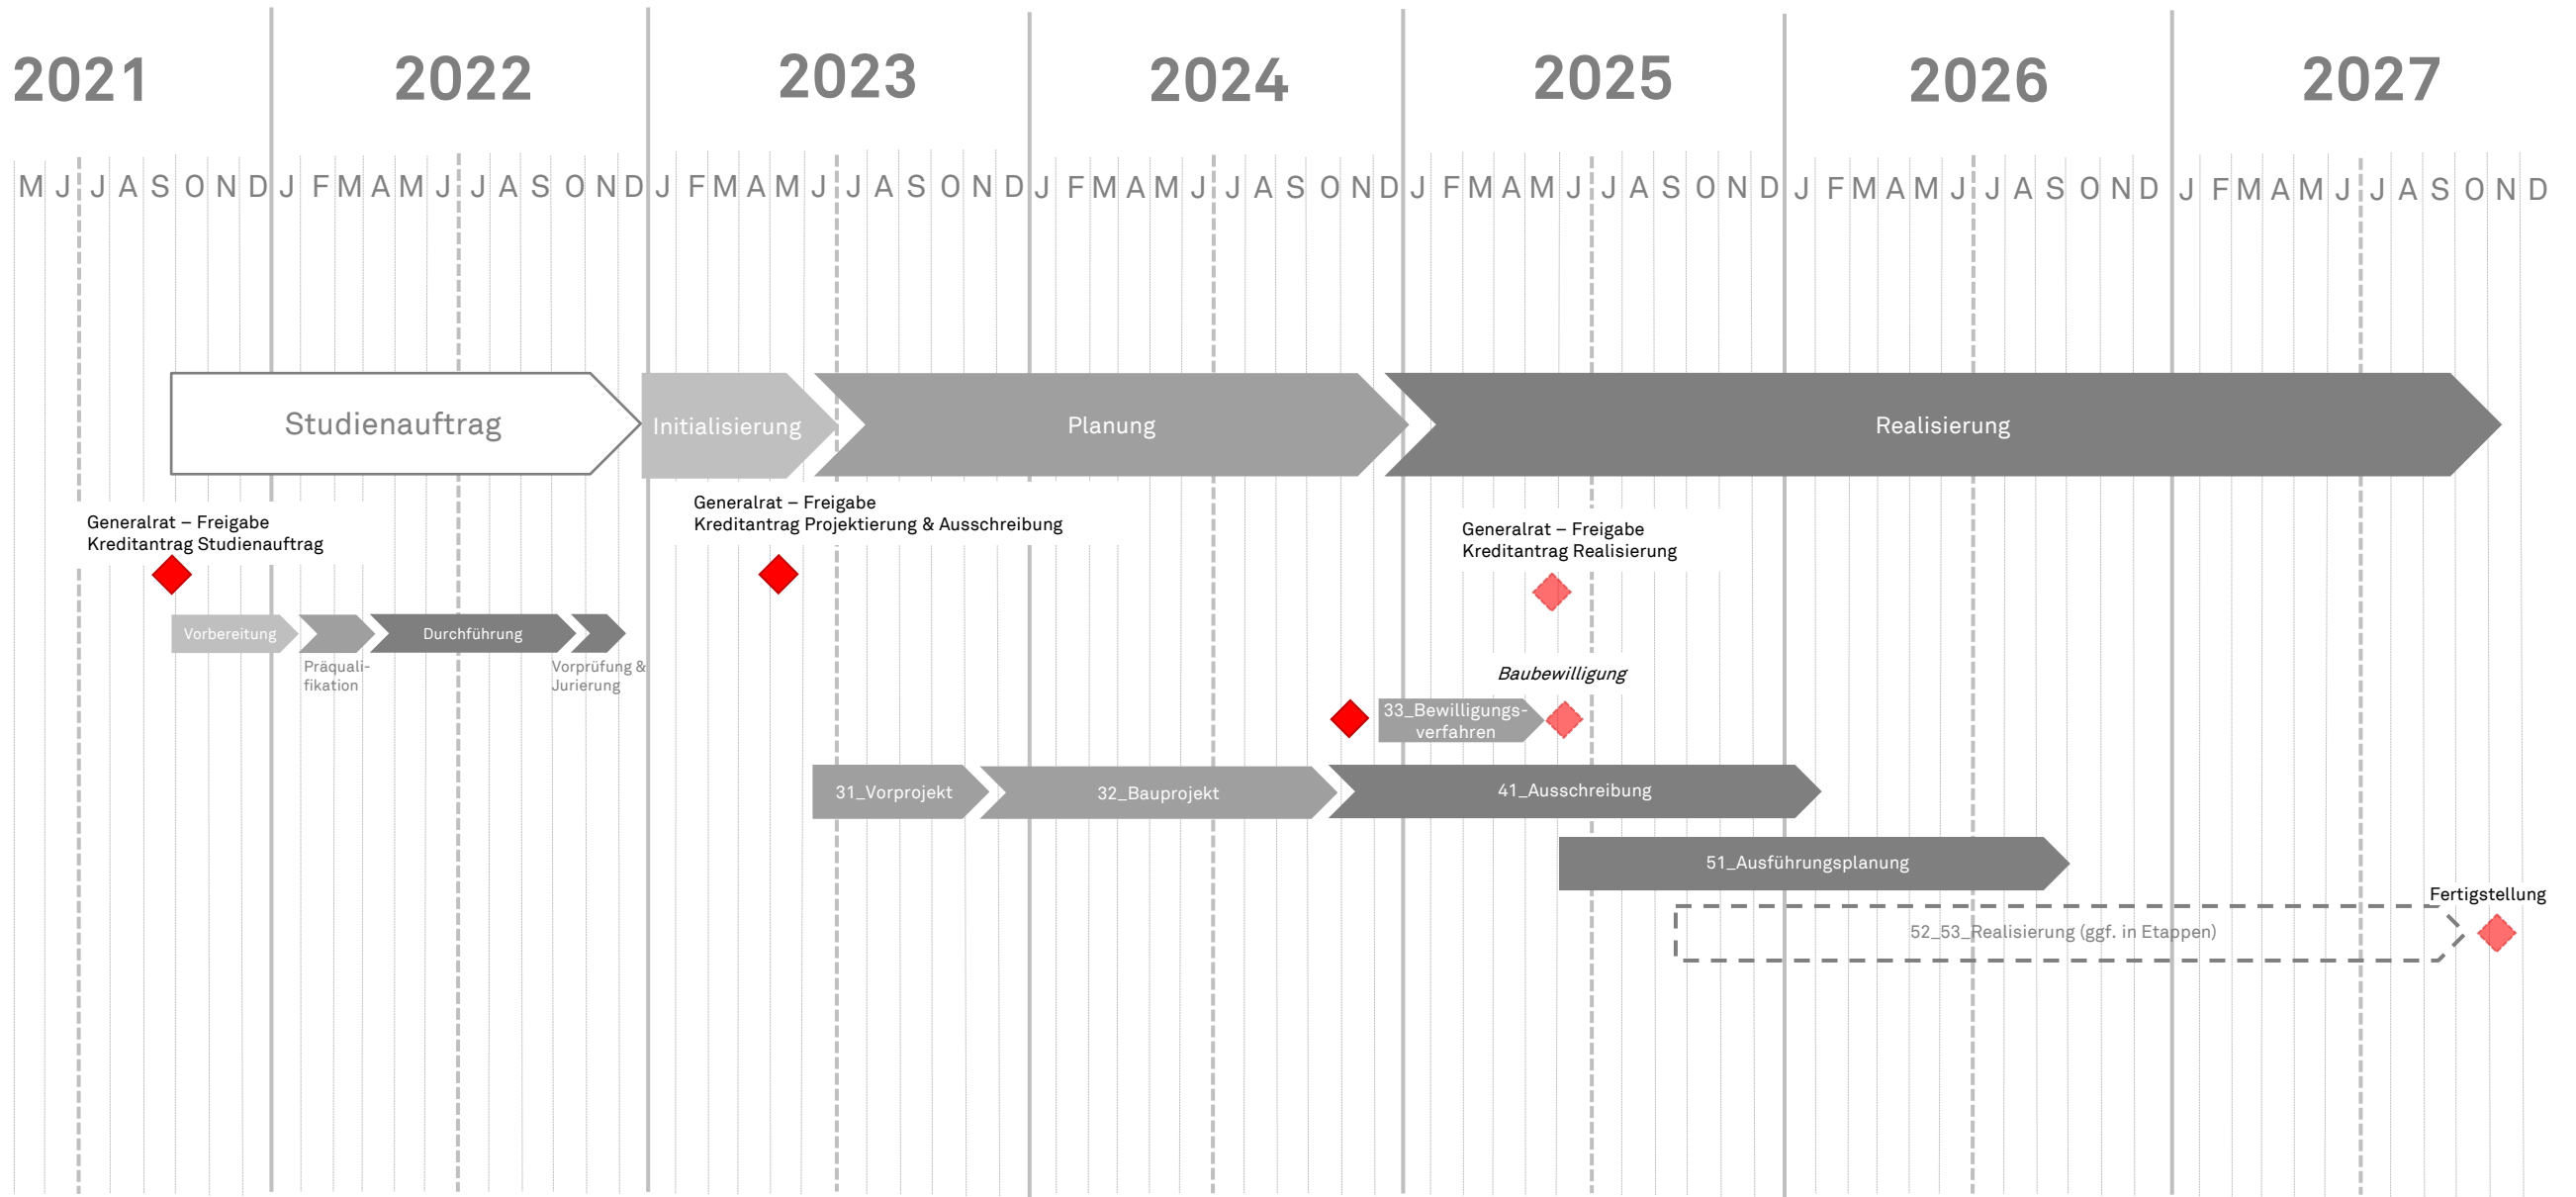 2021 2022 2023 2024 2025 2026 2027
M J J A S O N D J F M A M J J A S O N D J F M A M J J A S O N D J F M A M J J A S O N D J F M A M J J A S O N D J F M A M J J A S O N D J F M A M J J A S O N D
Studienauftrag
Initialisierung
Planung
Realisierung
Generalrat – Freigabe
Kreditantrag Studienauftrag
Generalrat – Freigabe
Kreditantrag Projektierung & Ausschreibung
Generalrat – Freigabe
Kreditantrag Realisierung
Vorbereitung
Durchführung
Präquali-
fikation
Vorprüfung &
Jurierung
Baubewilligung
33_Bewilligungs-
verfahren
31_Vorprojekt
32_Bauprojekt
41_Ausschreibung
51_Ausführungsplanung
Fertigstellung
52_53_Realisierung (ggf. in Etappen)